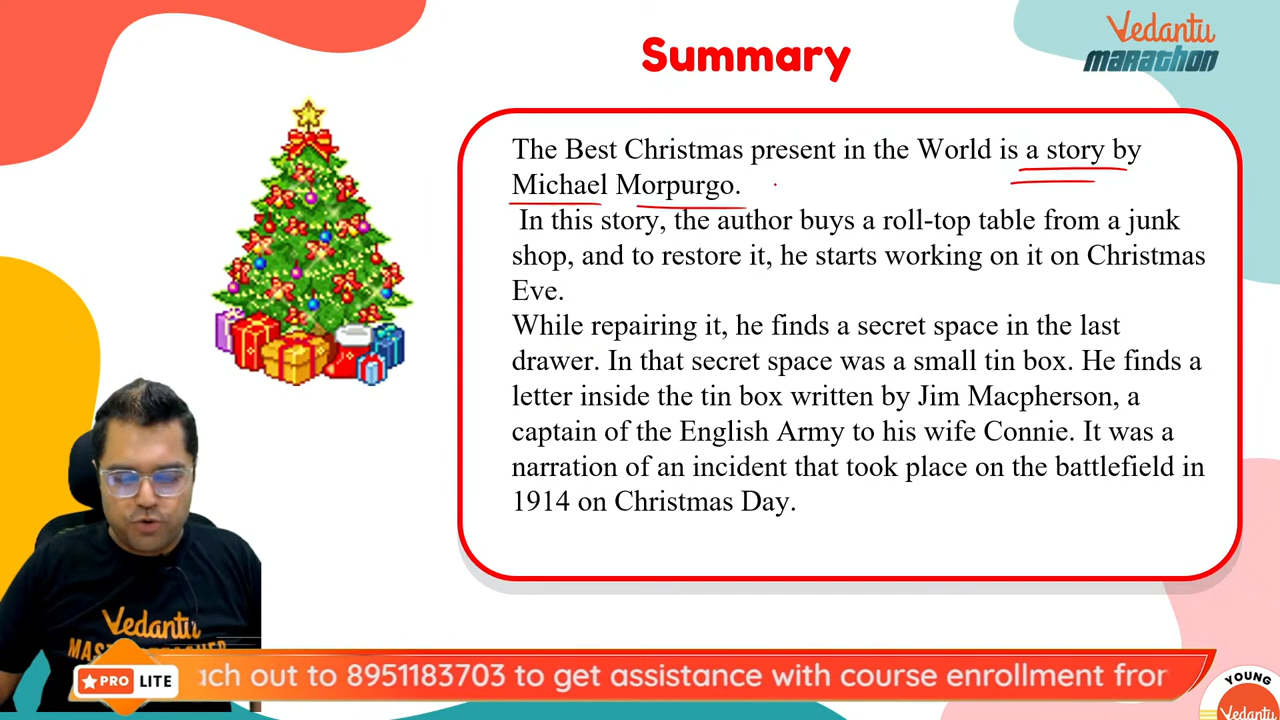 Summary
Vedantu
MARATHON
The Best Christmas present in the World is a story by
Michael Morpurgo.
In this story, the author buys a roll-top table from a junk
shop, and to restore it, he starts working on it on Christmas
Eve.
While repairing it, he finds a secret space in the last
drawer. In that secret space was a small tin box. He finds a
letter inside the tin box written by Jim Macpherson, a
captain of the English Army to his wife Connie. It was a
narration of an incident that took place on the battlefield in
1914 on Christmas Day.
Vedantu
PRO LITE
out to 8951183703 to get assistance with course enrollment
YOUNG
Vedantu